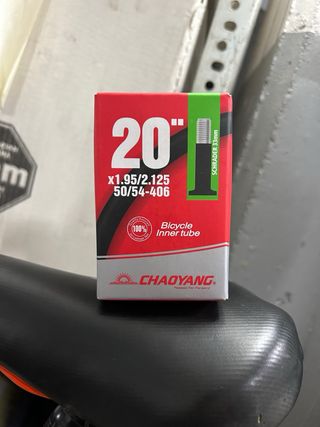 20"
x1.95/2.125
50/54-406
SCHRADER 33mm
100%
Bicycle
Inner tube
CHAOYANG®